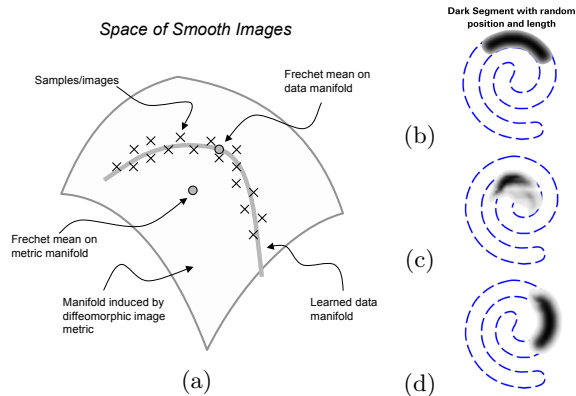 Space of Smooth Images
Samples/images
Frechet mean on
data manifold
Frechet mean on
metric manifold
Manifold induced by
diffeomorphic image
metric
Learned data
manifold
(a)
Dark Segment with random
position and length
(b)
(c)
(d)